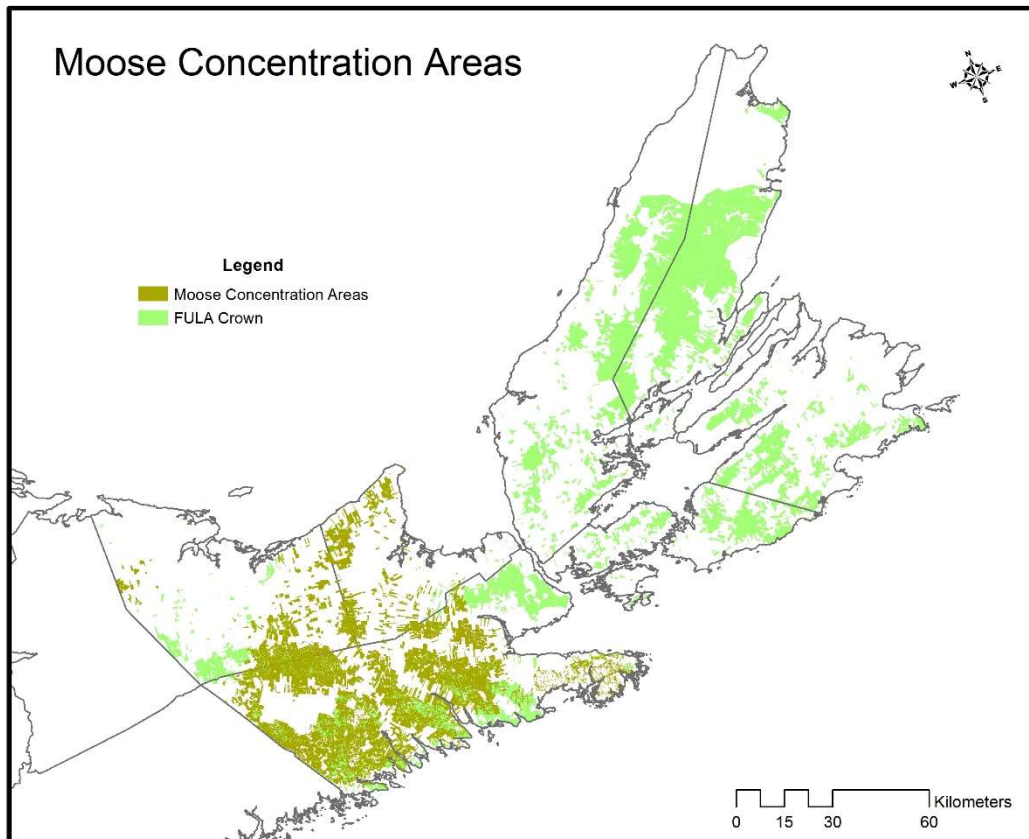 Moose Concentration Areas
N
E
W
S
Legend
Moose Concentration Areas
FULA Crown
Kilometers
0 15 30 60